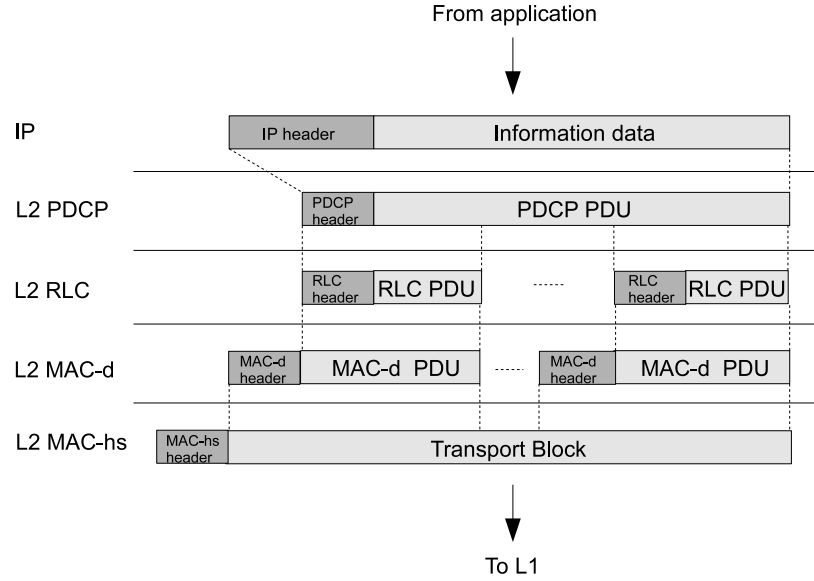 From application
IP
IP header
Information data
L2 PDCP
PDCP
header
PDCP PDU
L2 RLC
RLC
header
RLC PDU
RLC
header
RLC PDU
L2 MAC-d
MAC-d
header
MAC-d PDU
MAC-d
header
MAC-d PDU
L2 MAC-hs
MAC-hs
header
Transport Block
To L1